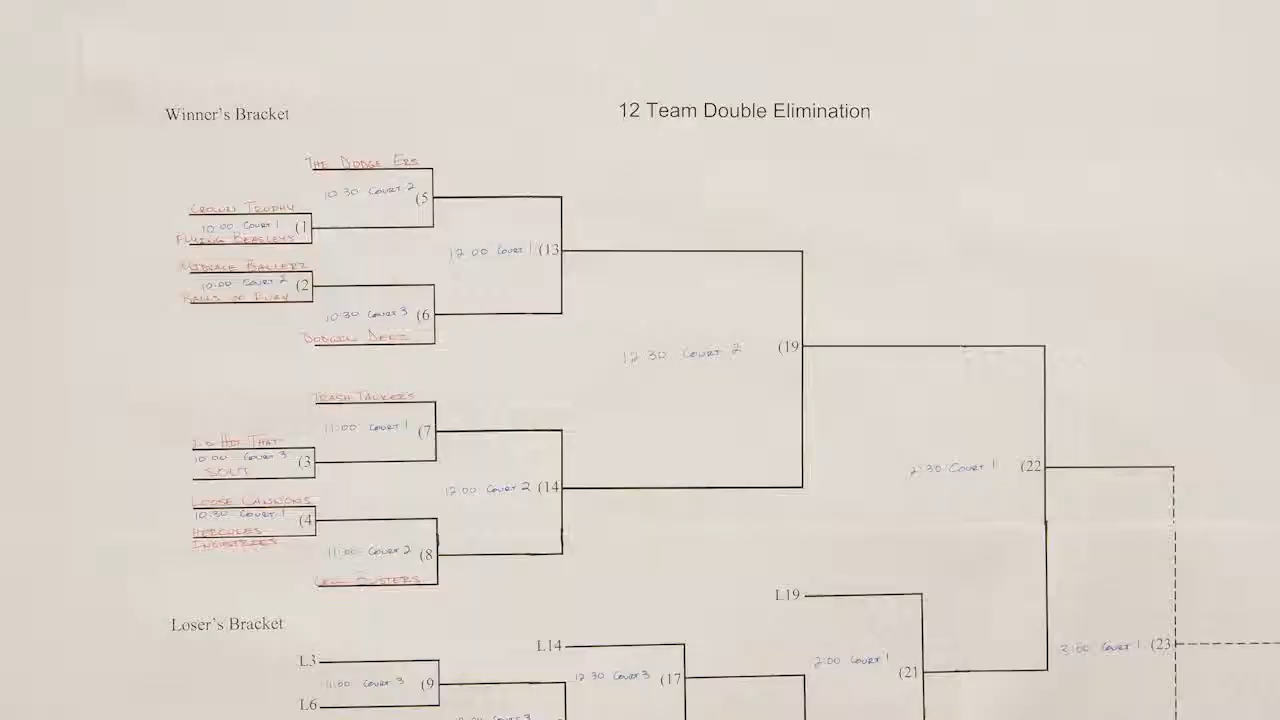 12 Team Double Elimination
Winner's Bracket
THE DODGE ERS
10 30 COURT 2
(5
CROWN TROPHY
10:00 COURT 1
(1
FLYING BEASLEYS
12 00 COURT 1 (13
BALLERZ
10:00 COURT 2
(2
BALLS OF FURY
10:30 COURT 3 (6
12 30 COURT 2 (19
TRASH TALKERS
11:00 COURT 1 (7
HIT THAT
10:00 COURT 3
(3
12:00 COURT 2 (14
2:30 COURT 1 (22
LOOSE CANNONS
10:30 COURT 1
(4
HERCULES
INDUSTRIES
11:00 COURT 2 (8
L19
Loser's Bracket
L14
3:00 COURT 1 (23
L3
2:00 COURT 1
(21
12 30 COURT 3 (17
11:00 COURT 3 (9
L6
COURT 3